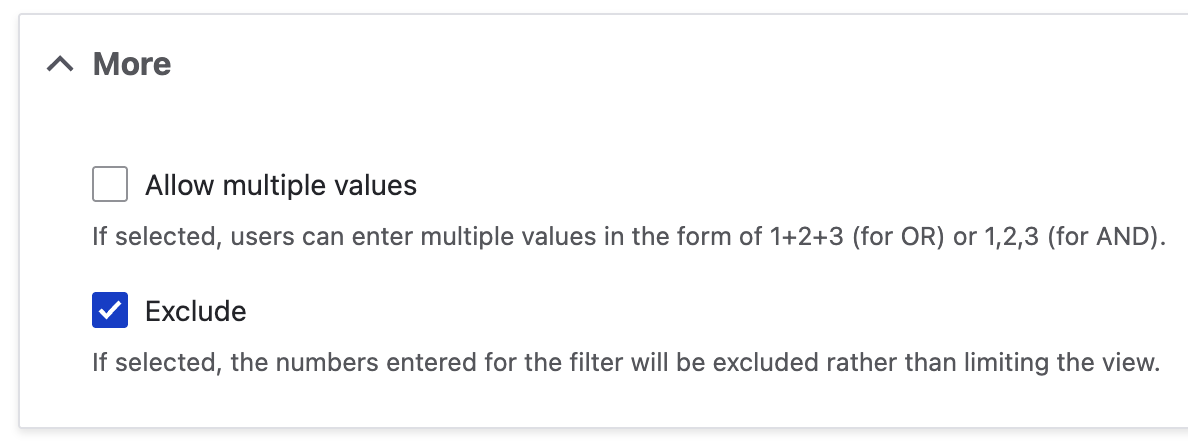 More
Allow multiple values
If selected, users can enter multiple values in the form of 1+2+3 (for OR) or 1,2,3 (for AND).
Exclude
If selected, the numbers entered for the filter will be excluded rather than limiting the view.